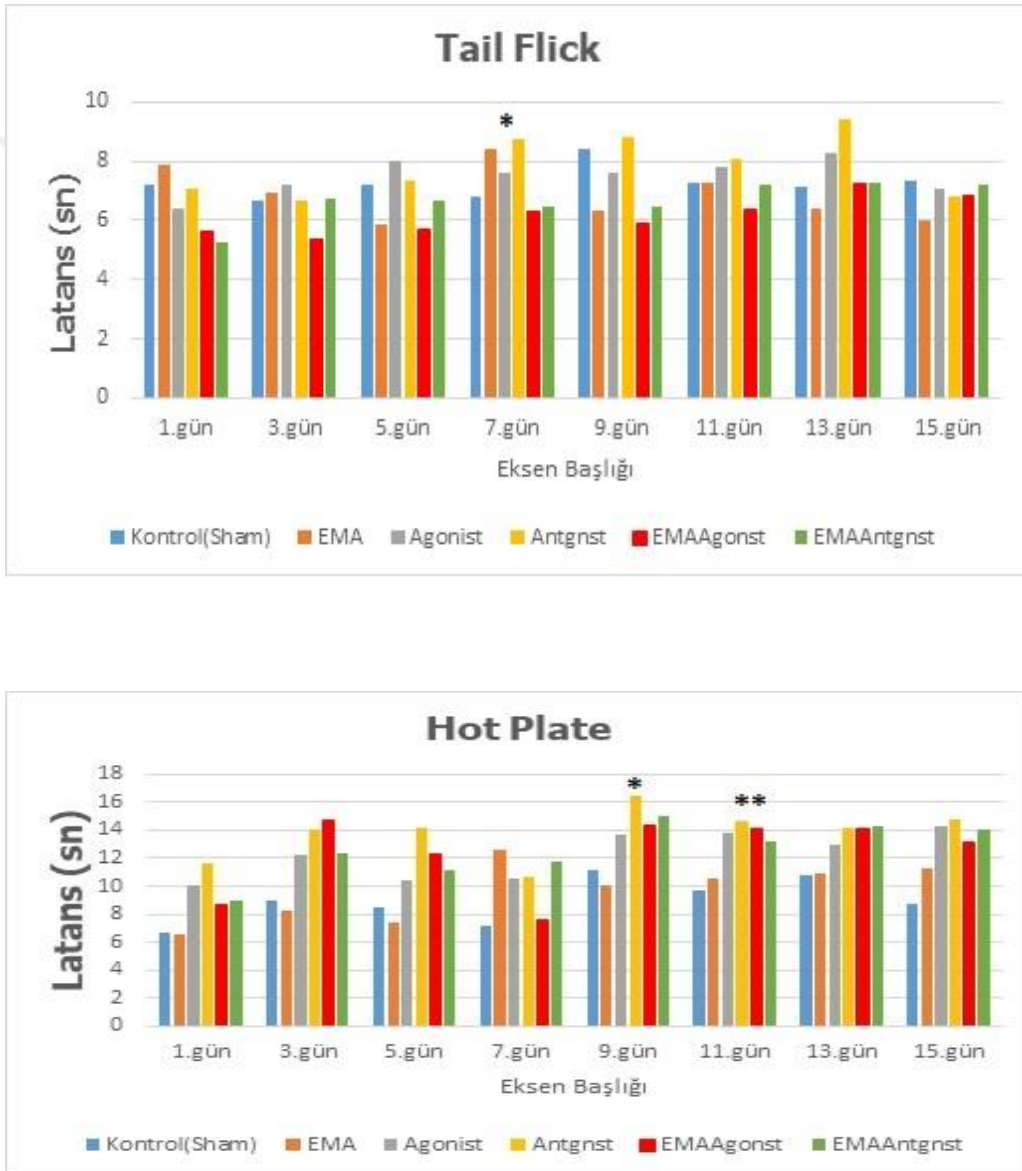 Tail Flick
10
8
6
4
2
0
Latans (sn)
*
1.gün 3.gün 5.gün 7.gün 9.gün 11.gün 13.gün 15.gün
Eksen Başlığı
Kontrol(Sham) EMA Agonist Antgnst EMAAgonst EMAAntgnst
Hot Plate
18
16
14
12
10
8
6
4
2
0
Latans (sn)
* **
1.gün 3.gün 5.gün 7.gün 9.gün 11.gün 13.gün 15.gün
Eksen Başlığı
Kontrol(Sham) EMA Agonist Antgnst EMAAgonst EMAAntgnst